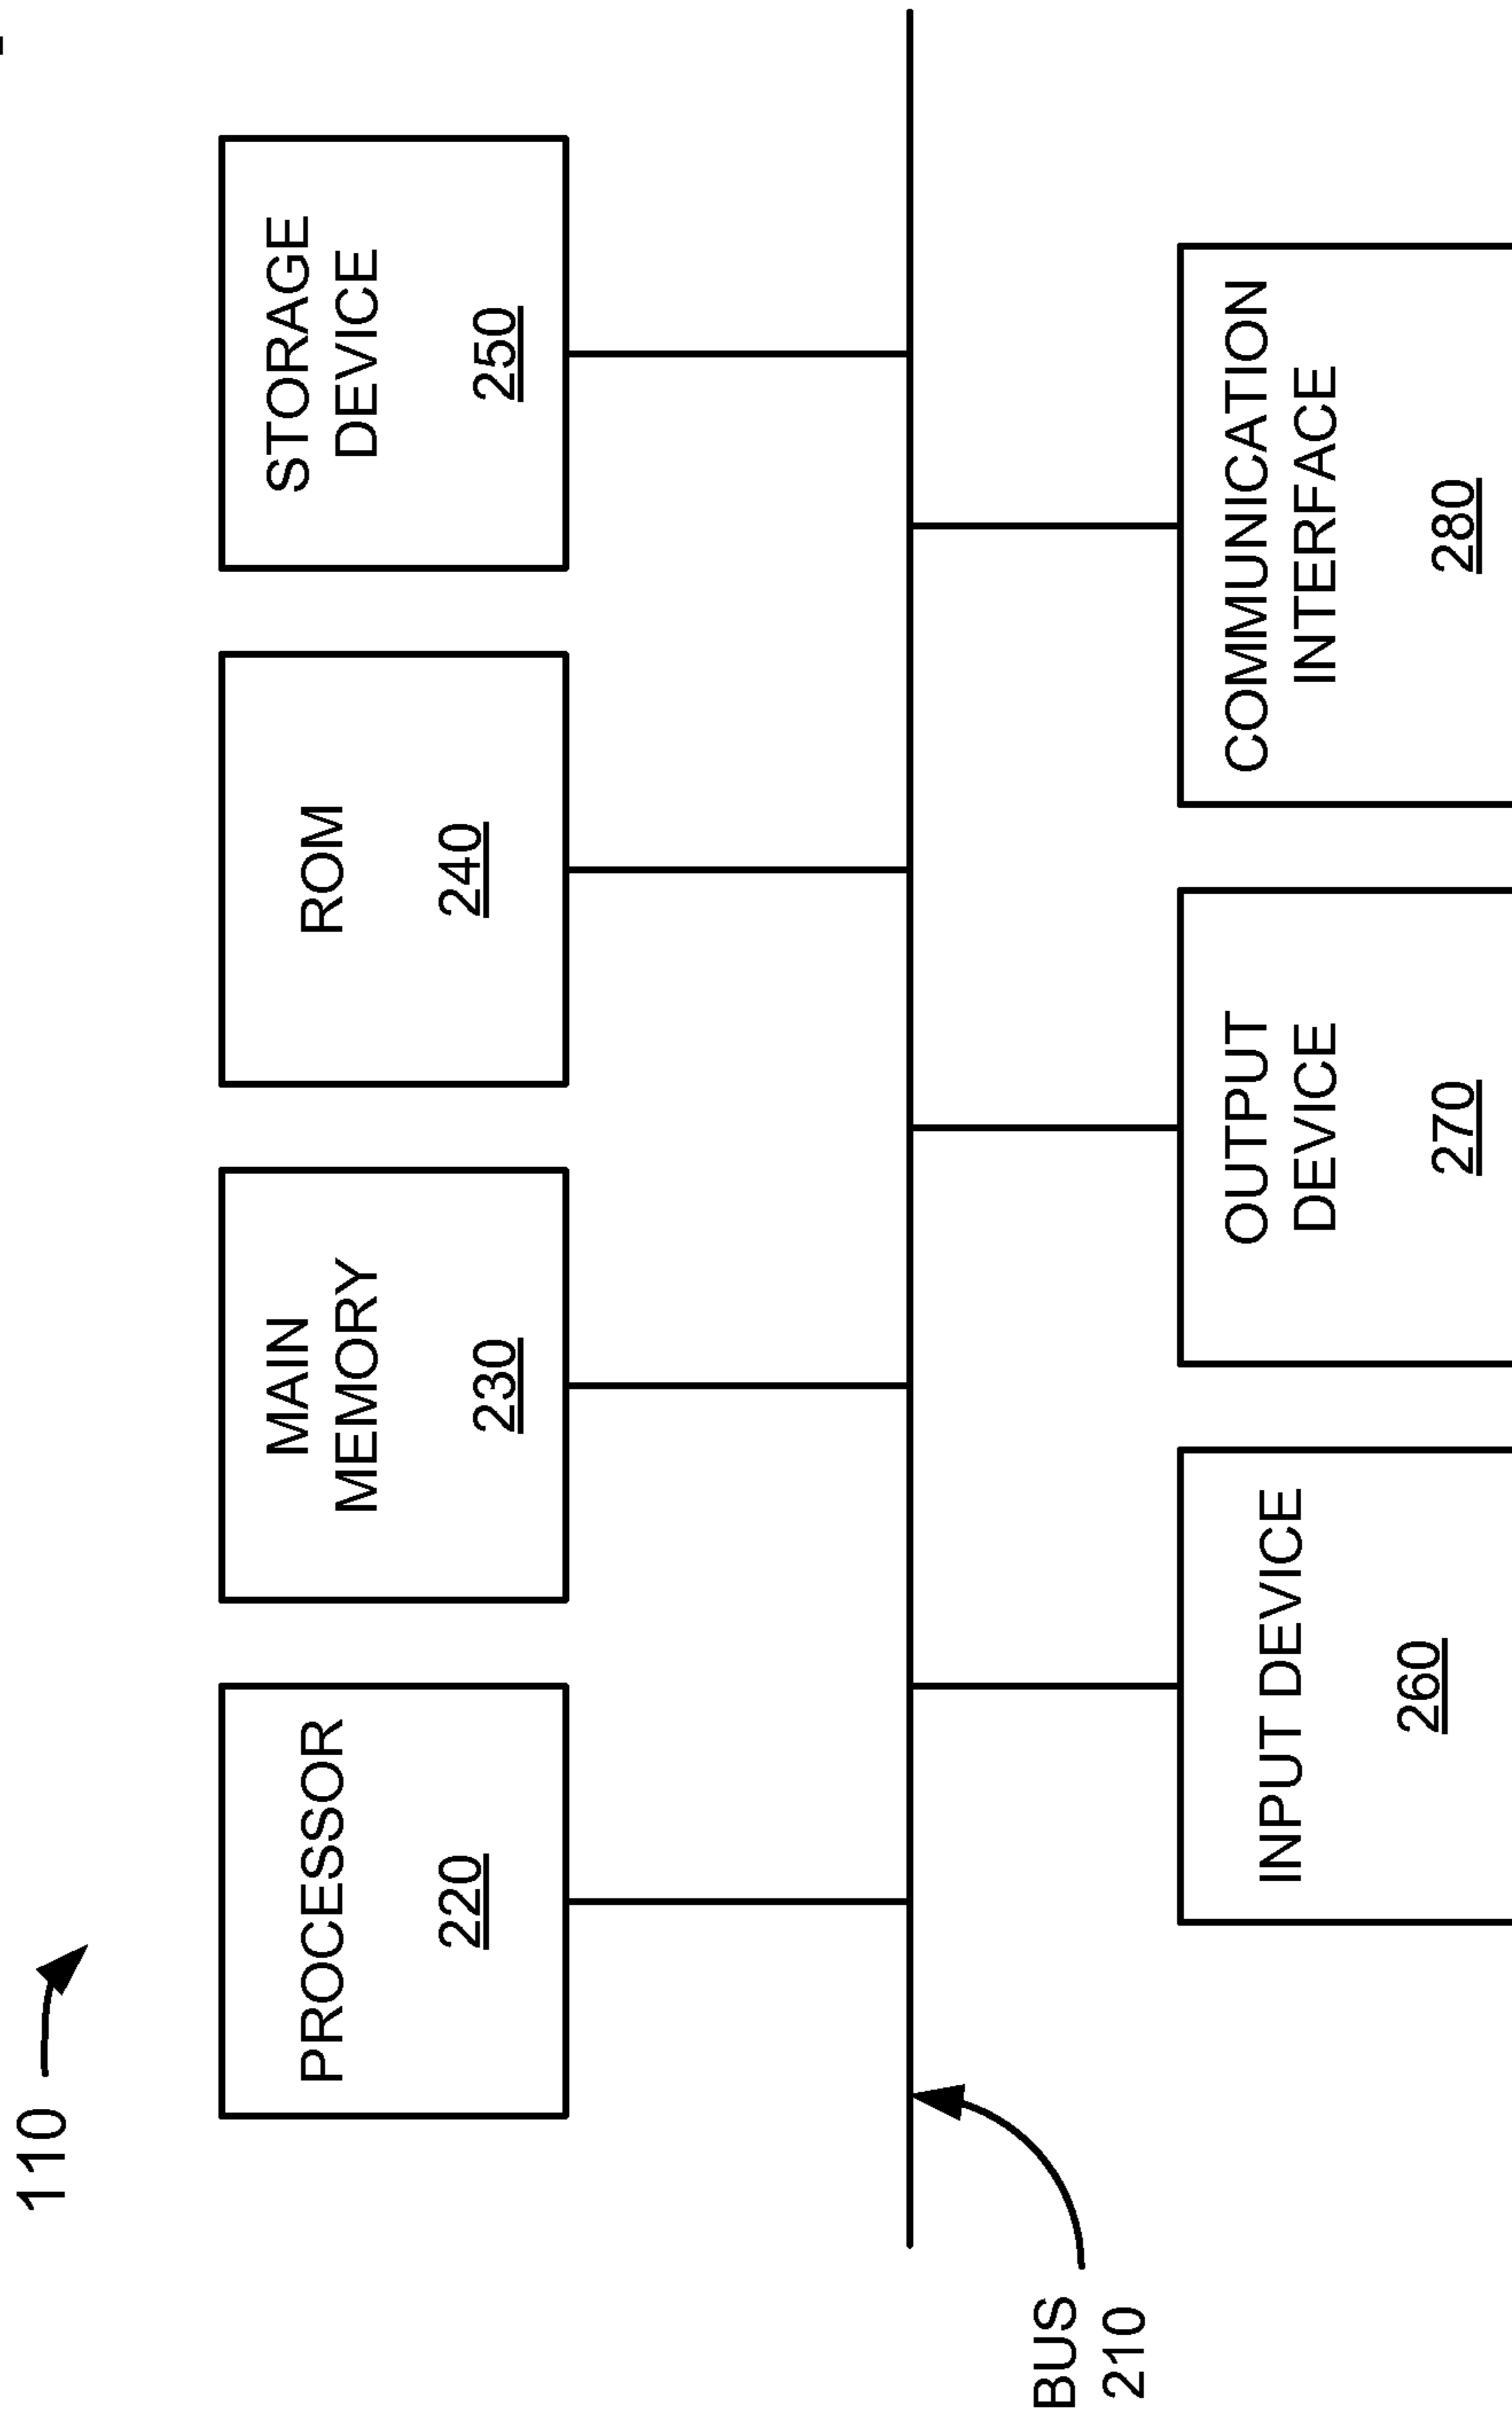 110
PROCESSOR
220
MAIN
MEMORY
230
ROM
240
STORAGE
DEVICE
250
BUS
210
INPUT DEVICE
260
OUTPUT
DEVICE
270
COMMUNICATION
INTERFACE
280